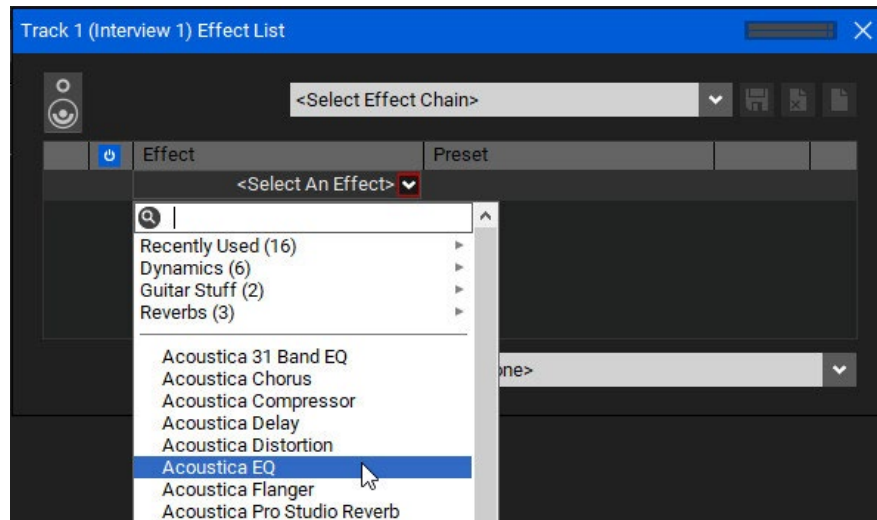 Track 1 (Interview 1) Effect List
<Select Effect Chain>
Effect Preset
<Select An Effect>
Recently Used (16)
Dynamics (6)
Guitar Stuff (2)
Reverbs (3)
Acoustica 31 Band EQ
Acoustica Chorus
Acoustica Compressor
Acoustica Delay
Acoustica Distortion
Acoustica EQ
Acoustica Flanger
Acoustica Pro Studio Reverb